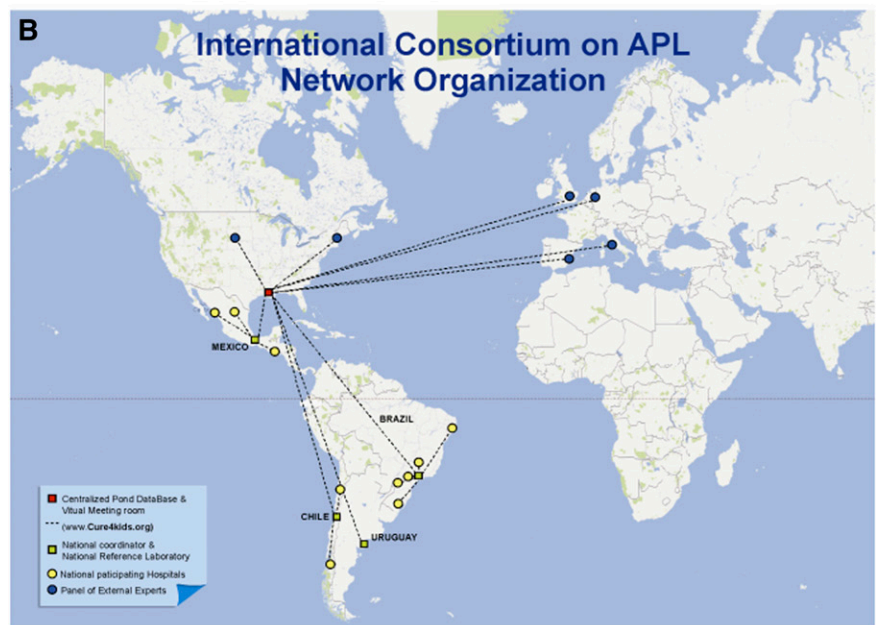 B
International Consortium on APL
Network Organization
MEXICO
BRAZIL
CHILE
URUGUAY
Centralized Pond DataBase &
Vitual Meeting room
(www.Cure4kids.org)
National coordinator &
National Reference Laboratory
National paticipating Hospitals
Panel of External Experts